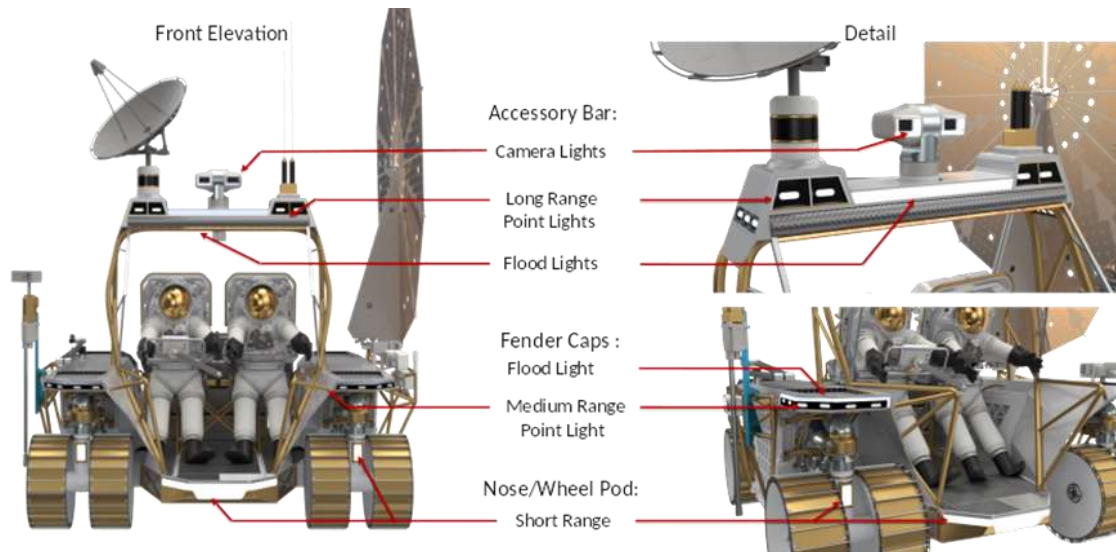 Front Elevation
Detail
Accessory Bar:
Camera Lights
Long Range
Point Lights
Flood Lights
Fender Caps :
Flood Light
Medium Range
Point Light
Nose/Wheel Pod:
Short Range